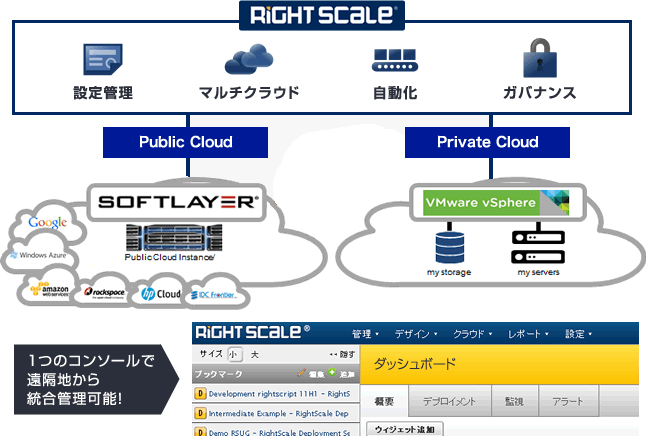 RIGHTSCALE®
設定管理
マルチクラウド
自動化
ガバナンス
Public Cloud
Private Cloud
SOFTLAYER®
VMware vSphere
Google
Windows Azure
Public Cloud Instance/
my storage
my servers
amazon
webservices
rackspace
hp Cloud
IDC Frontier
1つのコンソールで
遠隔地から
統合管理可能!
RIGHTSCALE®
管理 デザイン クラウド レポート 設定
サイズ 小 大 隠す
ブックマーク 編集 追加
D Development rightscript 11H1 - RightS
D Intermediate Example - RightScale Dep
D Demo RSUG - RightScale Deployment Se
ダッシュボード
概要 デプロイメント 監視 アラート
ウィジェット追加